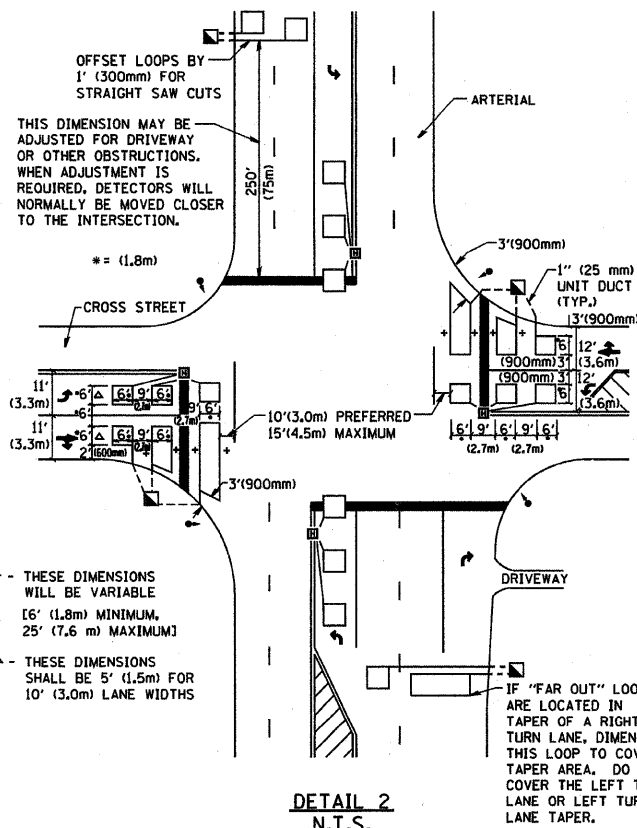 OFFSET LOOPS BY
1' (300mm) FOR
STRAIGHT SAW CUTS
ARTERIAL
THIS DIMENSION MAY BE
ADJUSTED FOR DRIVEWAY
OR OTHER OBSTRUCTIONS.
WHEN ADJUSTMENT IS
REQUIRED, DETECTORS WILL
NORMALLY BE MOVED CLOSER
TO THE INTERSECTION.
250'
(75m)
* = (1.8m)
3'(900mm)
1" (25 mm)
UNIT DUCT
(TYP.)
CROSS STREET
3'(900mm)
6'
12'
(3.6m)
(900mm) 3'
(900mm) 3'
6'
12'
(3.6m)
11'
(3.3m)
*6'
6' 9' 6'
*6'
9'
(2.7m)
6'
11'
(3.3m)
*6'
6' 9' 6'
2' (600mm)
10'(3.0m) PREFERRED
15'(4.5m) MAXIMUM
6' 9' 6' 9' 6'
(2.7m) (2.7m)
3'(900mm)
- THESE DIMENSIONS
WILL BE VARIABLE
[6' (1.8m) MINIMUM,
25' (7.6 m) MAXIMUM]
- THESE DIMENSIONS
SHALL BE 5' (1.5m) FOR
10' (3.0m) LANE WIDTHS
H
H
H
H
DRIVEWAY
IF "FAR OUT" LOO
ARE LOCATED IN
TAPER OF A RIGHT
TURN LANE, DIMEN
THIS LOOP TO COV
TAPER AREA. DO
COVER THE LEFT T
LANE OR LEFT TUR
LANE TAPER.
DETAIL 2
N.T.S.